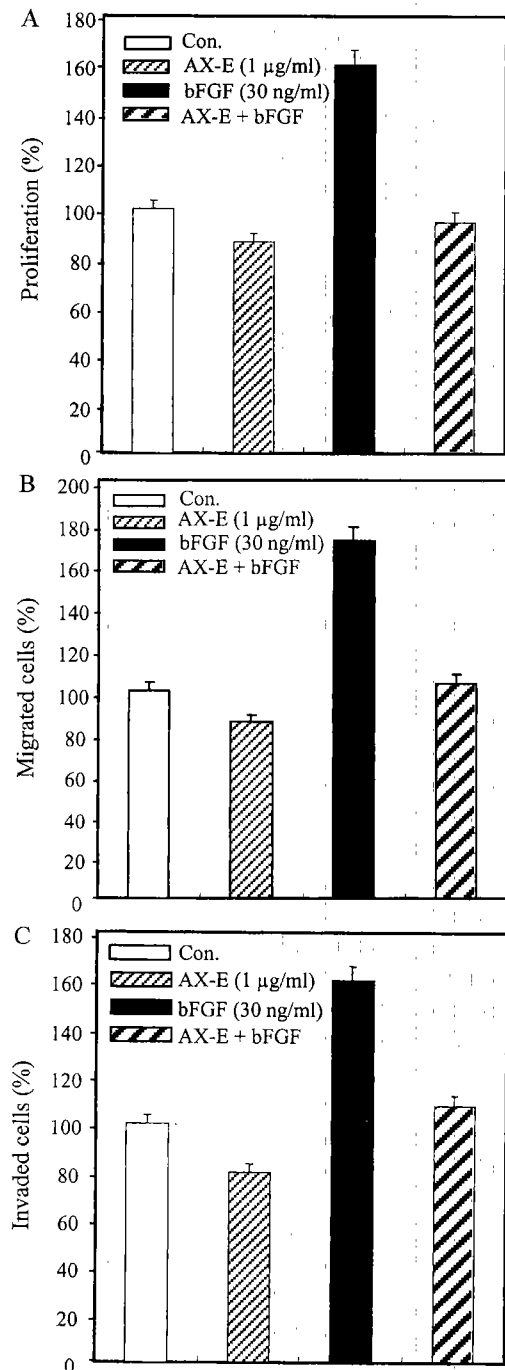 A
180
160
140
120
100
80
60
40
20
0
Proliferation (%)
Con.
AX-E (1 µg/ml)
bFGF (30 ng/ml)
AX-E + bFGF
B
200
180
160
140
120
100
80
60
40
20
0
Migrated cells (%)
Con.
AX-E (1 µg/ml)
bFGF (30 ng/ml)
AX-E + bFGF
C
180
160
140
120
100
80
60
40
20
0
Invaded cells (%)
Con.
AX-E (1 µg/ml)
bFGF (30 ng/ml)
AX-E + bFGF